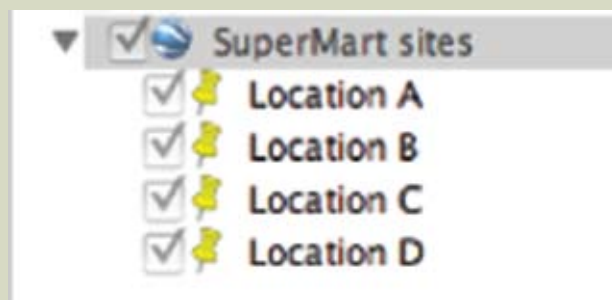 SuperMart sites
Location A
Location B
Location C
Location D